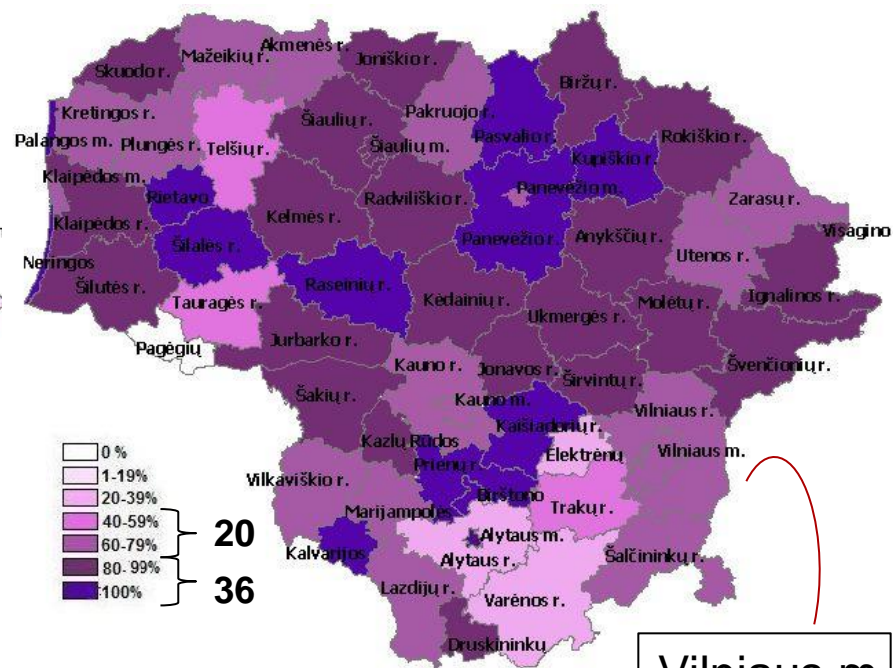 Akmenės r.
Mažeikių r.
Joniškio r.
Skuodo r.
Biržų r.
Kretingos r.
Pakruojo r.
Šiaulių r.
Pasvalio r.
Rokiškio r.
Palangos m.
Plungės r.
Telšių r.
Šiaulių m.
Kupiškio r.
Klaipėdos m.
Rietavo
Radviliškio r.
Panevėžio m.
Zarasų r.
Klaipėdos r.
Kelmės r.
Visagino
Šilalės r.
Panevėžio r.
Anykščių r.
Utenos r.
Neringos
Šilutės r.
Raseinių r.
Kėdainių r.
Molėtų r.
Ignalinos r.
Tauragės r.
Ukmergės r.
Jurbarko r.
Pagėgių
Kauno r.
Jonavos r.
Švenčionių r.
Širvintų r.
Šakių r.
Kauno m.
Vilniaus r.
Kaišiadorių r.
Kazlų Rūdos
Elektrėnų
Vilniaus m.
Prienų r.
Vilkaviškio r.
Birštono
Marijampolės
Trakų r.
Alytaus m.
Kalvarijos
Alytaus r.
Šalčininkų r.
Lazdijų r.
Varėnos r.
Druskininkų
0 %
1-19%
20-39%
40-59%
60-79%
80-99%
100%
20
36
Vilniaus m